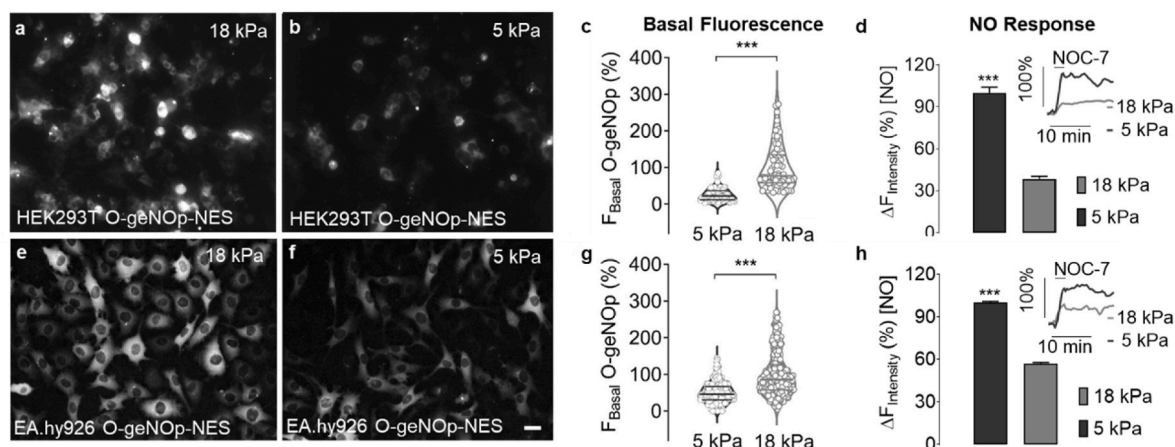 Basal Fluorescence
NO Response
a
18 kPa
HEK293T O-geNOp-NES
b
5 kPa
HEK293T O-geNOp-NES
c
F_Basal O-geNOp (%)
400
300
200
100
0
***
5 kPa
18 kPa
d
ΔF_Intensity (%) [NO]
120
90
60
30
0
***
100%
NOC-7
18 kPa
5 kPa
10 min
18 kPa
5 kPa
e
18 kPa
EA.hy926 O-geNOp-NES
f
5 kPa
EA.hy926 O-geNOp-NES
g
F_Basal O-geNOp (%)
400
300
200
100
0
***
5 kPa
18 kPa
h
ΔF_Intensity (%) [NO]
120
90
60
30
0
***
100%
NOC-7
18 kPa
5 kPa
10 min
18 kPa
5 kPa